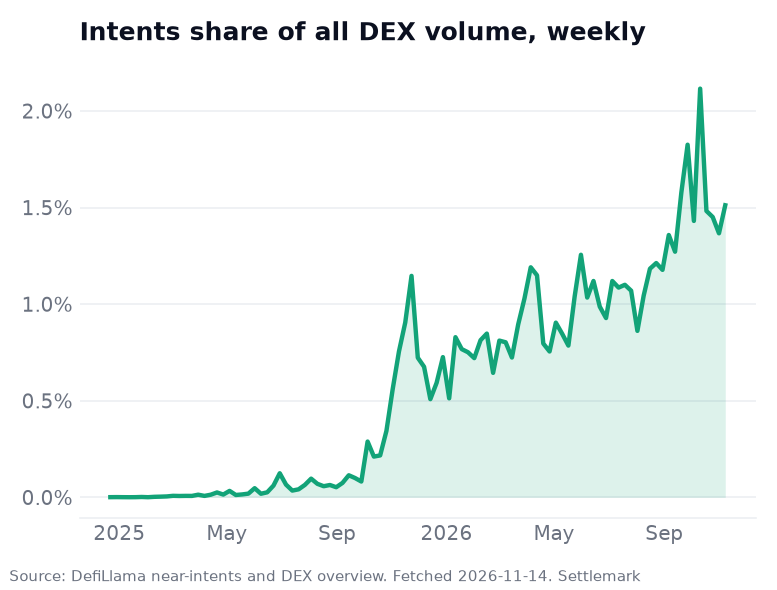 Intents share of all DEX volume, weekly
2.0%
1.5%
1.0%
0.5%
0.0%
2025 May Sep 2026 May Sep
Source: DefiLlama near-intents and DEX overview. Fetched 2026-11-14. Settlemark